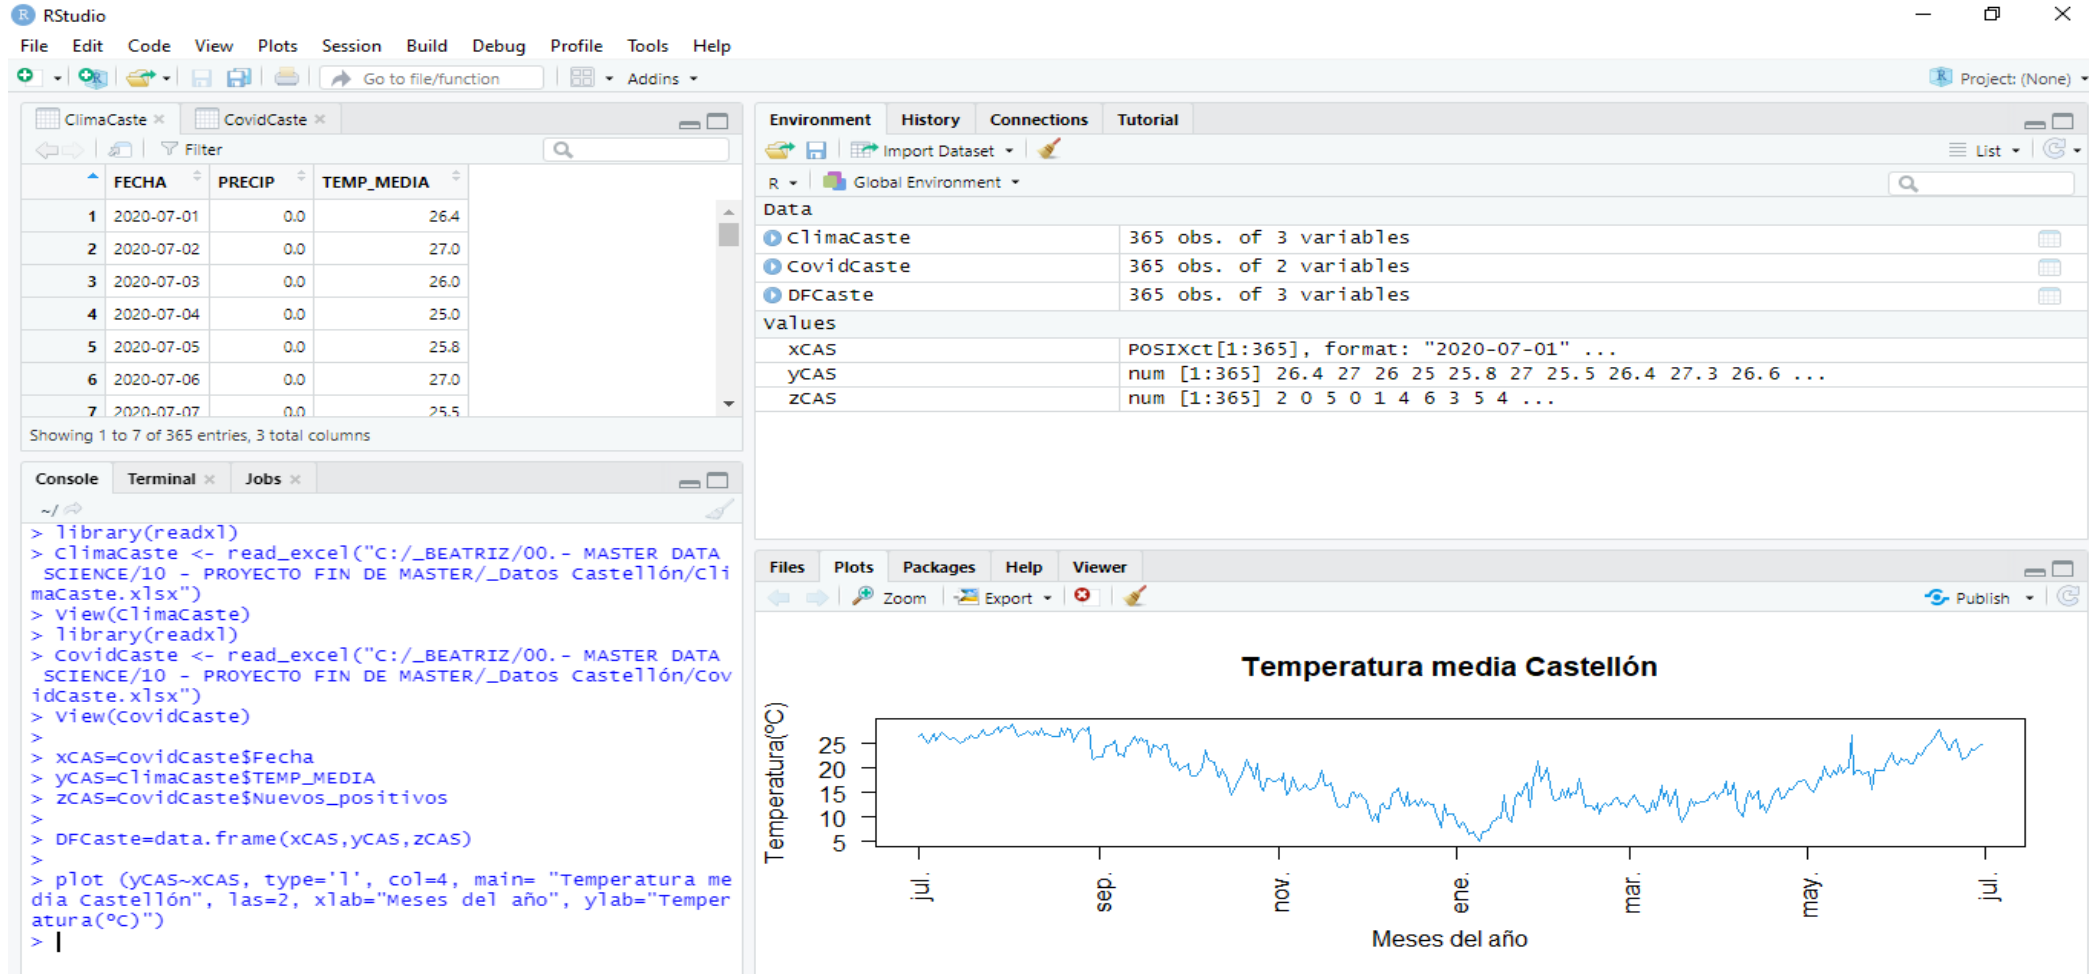 RStudio
File Edit Code View Plots Session Build Debug Profile Tools Help
Go to file/function Addins
Project: (None)
ClimaCaste CovidCaste
Filter
FECHA PRECIP TEMP_MEDIA
1 2020-07-01 0.0 26.4
2 2020-07-02 0.0 27.0
3 2020-07-03 0.0 26.0
4 2020-07-04 0.0 25.0
5 2020-07-05 0.0 25.8
6 2020-07-06 0.0 27.0
7 2020-07-07 0.0 25.5
Showing 1 to 7 of 365 entries, 3 total columns
Console Terminal Jobs
~/
> library(readxl)
> ClimaCaste <- read_excel("C:/_BEATRIZ/00.- MASTER DATA
SCIENCE/10 - PROYECTO FIN DE MASTER/_Datos Castellón/Cli
maCaste.xlsx")
> View(ClimaCaste)
> library(readxl)
> CovidCaste <- read_excel("C:/_BEATRIZ/00.- MASTER DATA
SCIENCE/10 - PROYECTO FIN DE MASTER/_Datos Castellón/Cov
idCaste.xlsx")
> View(CovidCaste)
>
> xCAS=CovidCaste$Fecha
> yCAS=ClimaCaste$TEMP_MEDIA
> zCAS=CovidCaste$Nuevos_positivos
>
> DFCaste=data.frame(xCAS,yCAS,zCAS)
>
> plot (yCAS~xCAS, type='l', col=4, main= "Temperatura me
dia Castellón", las=2, xlab="Meses del año", ylab="Temper
atura(ºC)")
>
Environment History Connections Tutorial
Import Dataset
List
R Global Environment
Data
ClimaCaste 365 obs. of 3 variables
CovidCaste 365 obs. of 2 variables
DFCaste 365 obs. of 3 variables
Values
xCAS POSIXct[1:365], format: "2020-07-01" ...
yCAS num [1:365] 26.4 27 26 25 25.8 27 25.5 26.4 27.3 26.6 ...
zCAS num [1:365] 2 0 5 0 1 4 6 3 5 4 ...
Files Plots Packages Help Viewer
Zoom Export
Publish
Temperatura media Castellón
Temperatura(ºC)
25
20
15
10
5
jul. sep. nov. ene. mar. may. jul.
Meses del año